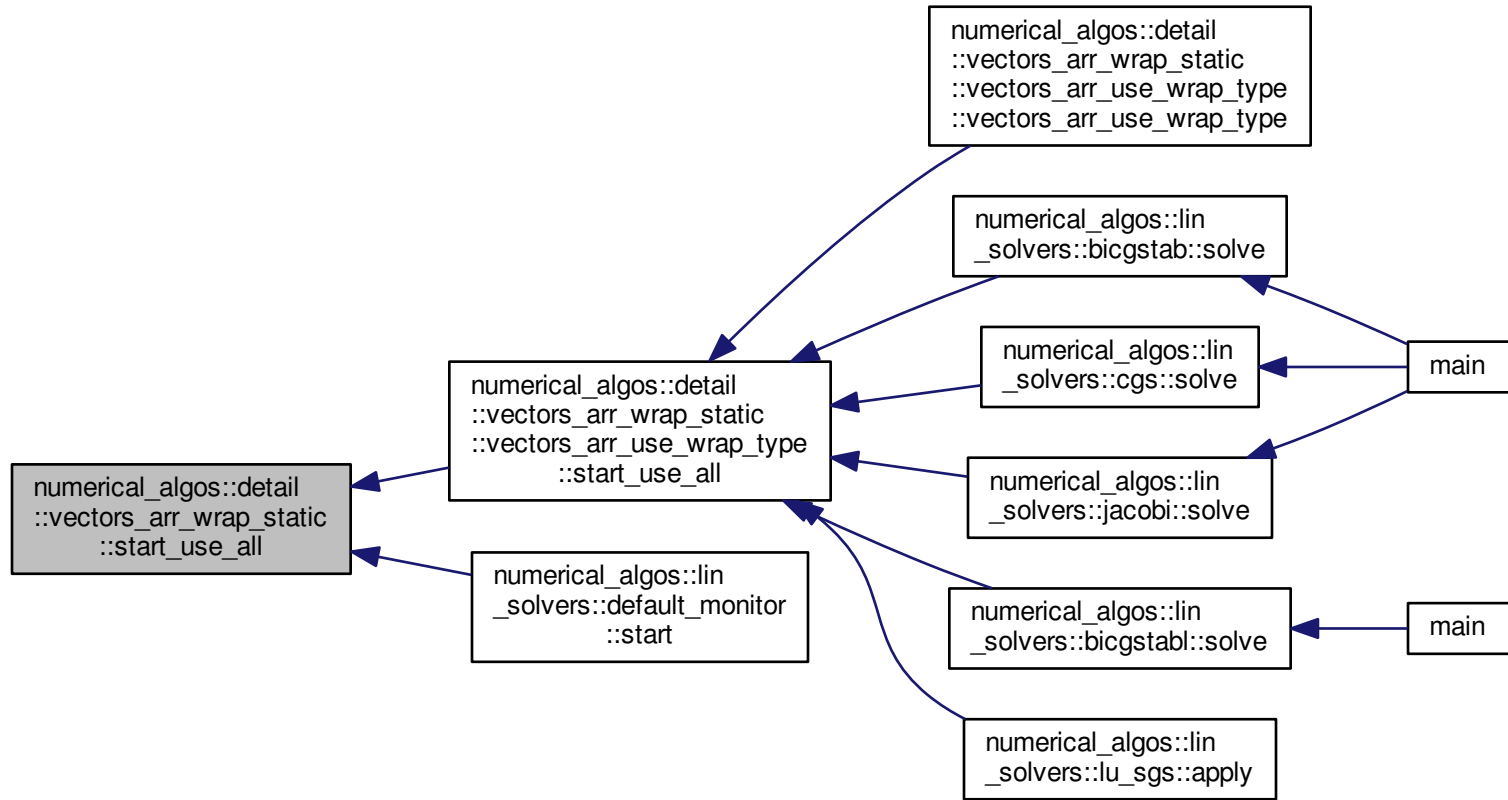 numerical_algos::detail
::vectors_arr_wrap_static
::vectors_arr_use_wrap_type
::vectors_arr_use_wrap_type
numerical_algos::lin
_solvers::bicgstab::solve
numerical_algos::lin
_solvers::cgs::solve
main
numerical_algos::detail
::vectors_arr_wrap_static
::vectors_arr_use_wrap_type
::start_use_all
numerical_algos::lin
_solvers::jacobi::solve
numerical_algos::detail
::vectors_arr_wrap_static
::start_use_all
numerical_algos::lin
_solvers::default_monitor
::start
numerical_algos::lin
_solvers::bicgstabl::solve
main
numerical_algos::lin
_solvers::lu_sgs::apply